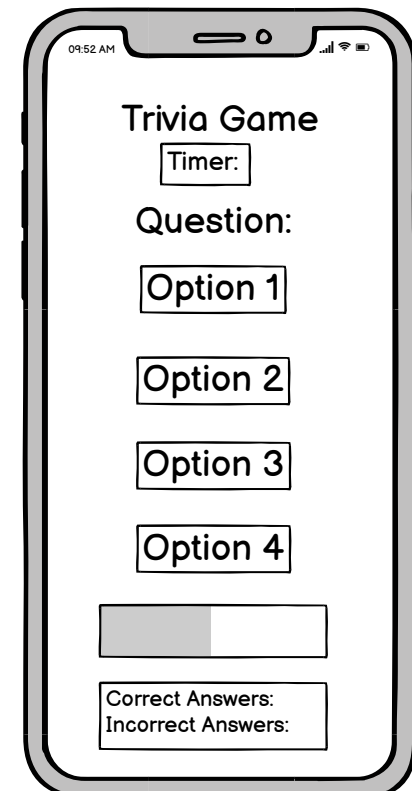 09:52 AM
Trivia Game
Timer:
Question:
Option 1
Option 2
Option 3
Option 4
Correct Answers:
Incorrect Answers: